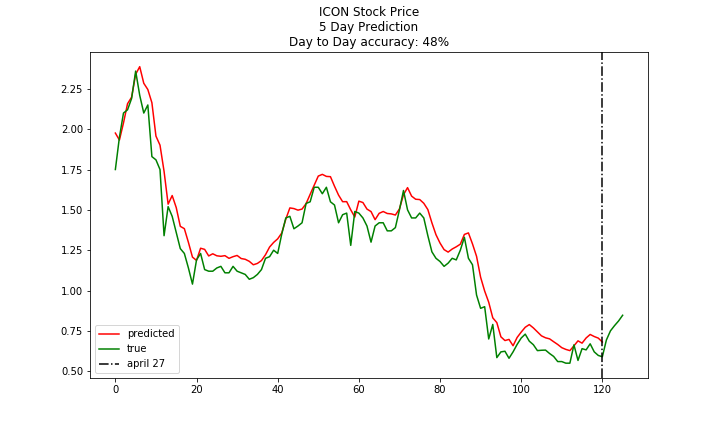 ICON Stock Price
5 Day Prediction
Day to Day accuracy: 48%
2.25
2.00
1.75
1.50
1.25
1.00
0.75
0.50
predicted
true
april 27
0 20 40 60 80 100 120